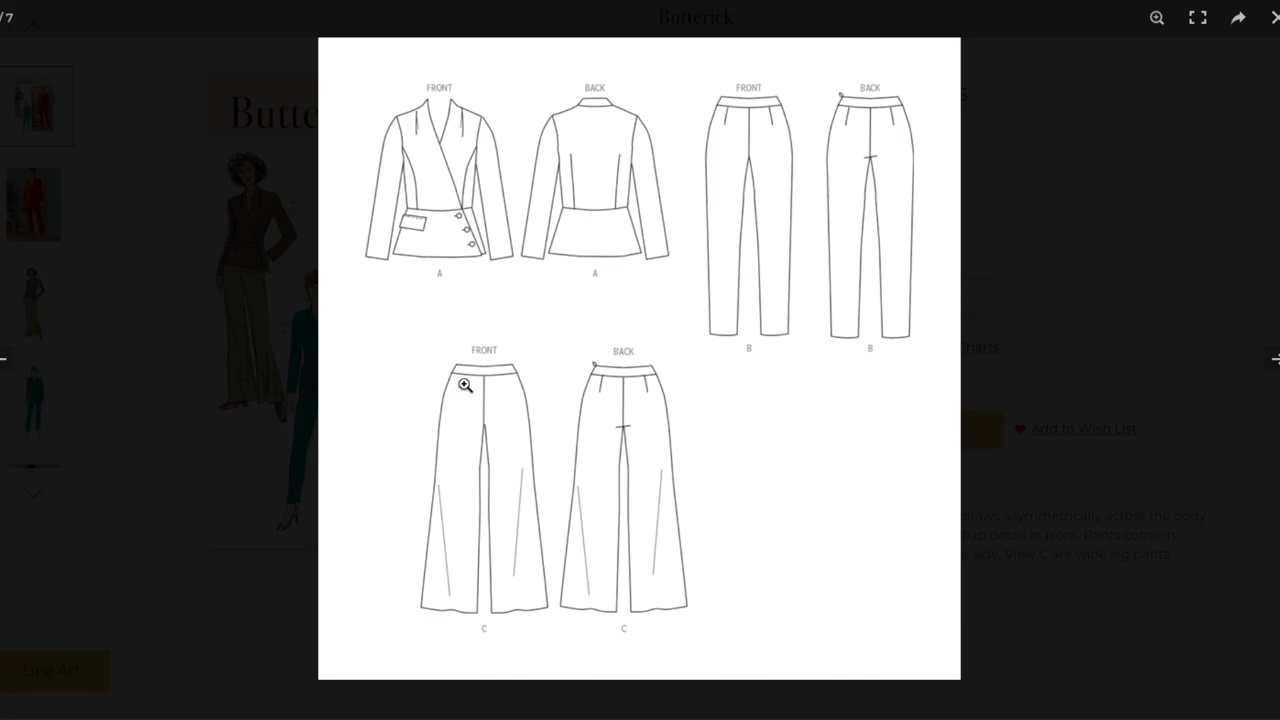 /7
Butterick
Butte
S
FRONT BACK FRONT BACK
A A
B B
FRONT BACK
C C
Charts
Add to Wish List
draws asymmetrically across the body
flap detail at front. Pants come in
side. View C are wide leg pants.
Line Art